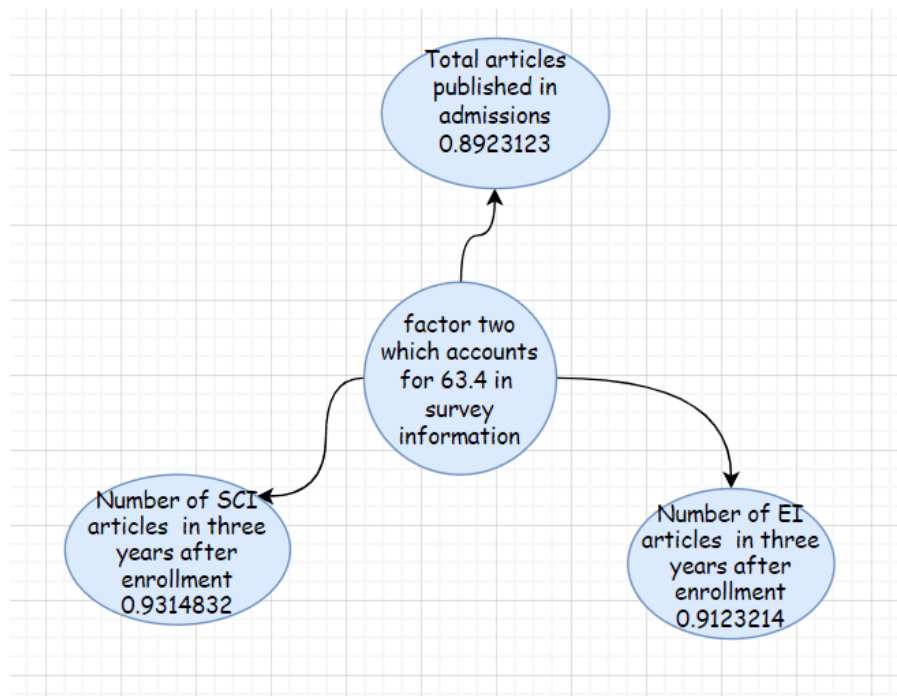 Total articles
published in
admissions
0.8923123
factor two
which accounts
for 63.4 in
survey
information
Number of SCI
articles in three
years after
enrollment
0.9314832
Number of EI
articles in three
years after
enrollment
0.9123214